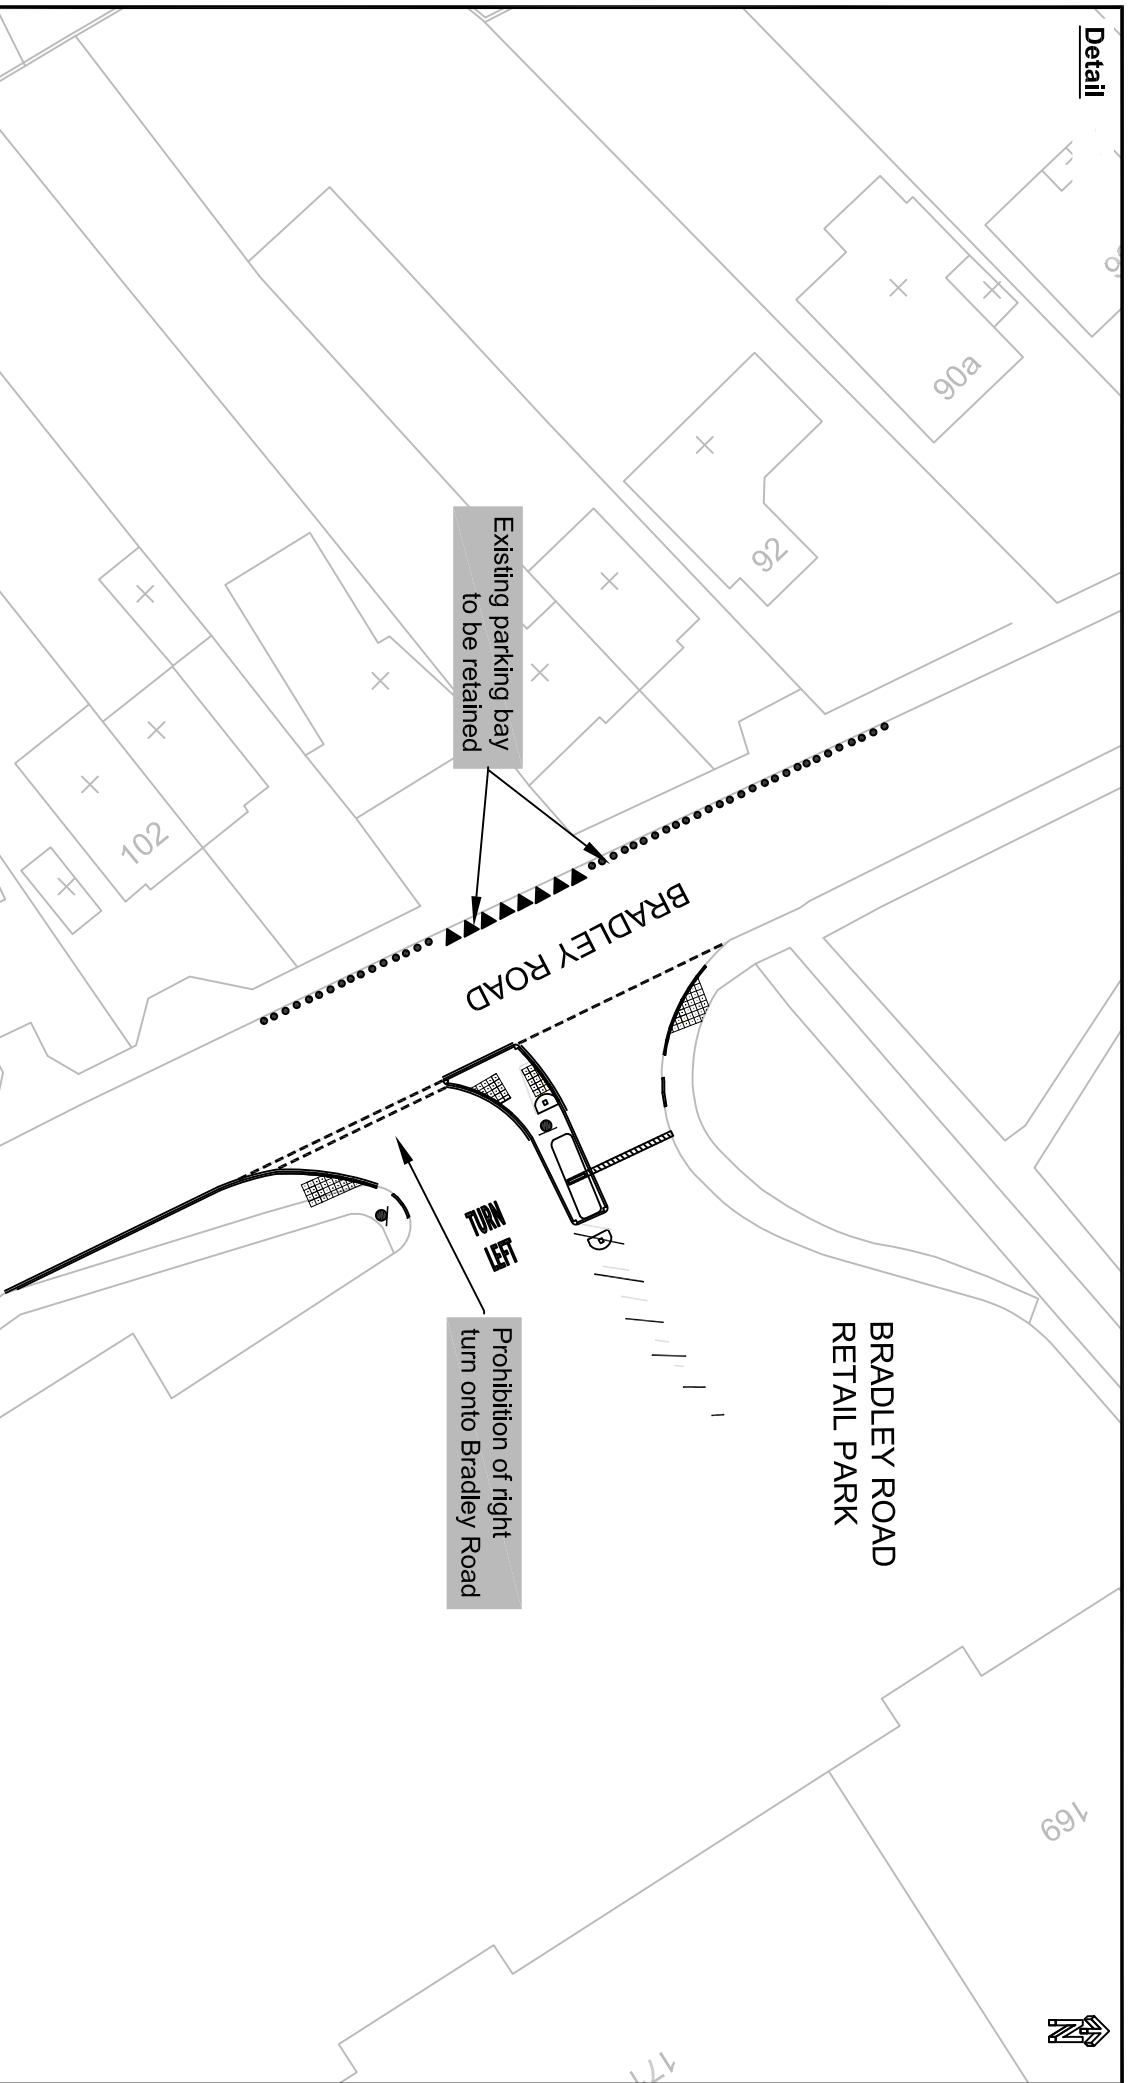 Detail
90a
92
Existing parking bay
to be retained
BRADLEY ROAD
102
TURN
LEFT
Prohibition of right
turn onto Bradley Road
BRADLEY ROAD
RETAIL PARK
169
171
N